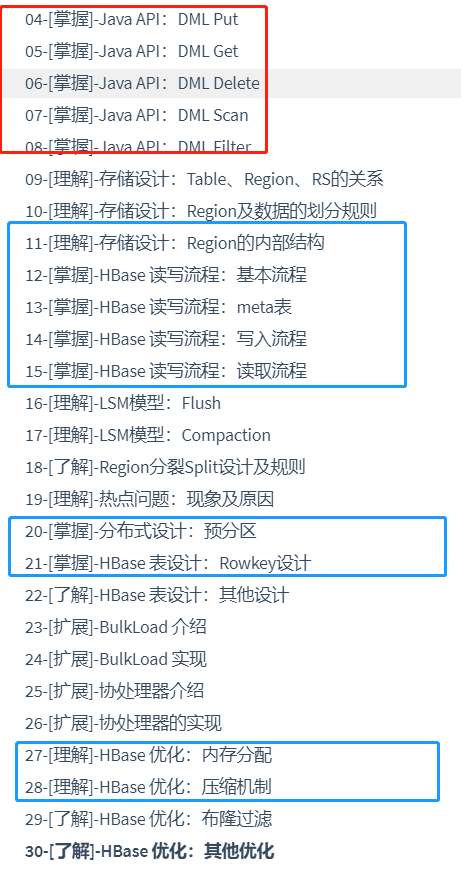 04-[掌握]-Java API：DML Put
05-[掌握]-Java API：DML Get
06-[掌握]-Java API：DML Delete
07-[掌握]-Java API：DML Scan
08-[掌握]-Java API：DML Filter
09-[理解]-存储设计：Table、Region、RS的关系
10-[理解]-存储设计：Region及数据的划分规则
11-[理解]-存储设计：Region的内部结构
12-[掌握]-HBase 读写流程：基本流程
13-[掌握]-HBase 读写流程：meta表
14-[掌握]-HBase 读写流程：写入流程
15-[掌握]-HBase 读写流程：读取流程
16-[理解]-LSM模型：Flush
17-[理解]-LSM模型：Compaction
18-[了解]-Region分裂Split设计及规则
19-[理解]-热点问题：现象及原因
20-[掌握]-分布式设计：预分区
21-[掌握]-HBase 表设计：Rowkey设计
22-[了解]-HBase 表设计：其他设计
23-[扩展]-BulkLoad 介绍
24-[扩展]-BulkLoad 实现
25-[扩展]-协处理器介绍
26-[扩展]-协处理器的实现
27-[理解]-HBase 优化：内存分配
28-[理解]-HBase 优化：压缩机制
29-[了解]-HBase 优化：布隆过滤
30-[了解]-HBase 优化：其他优化